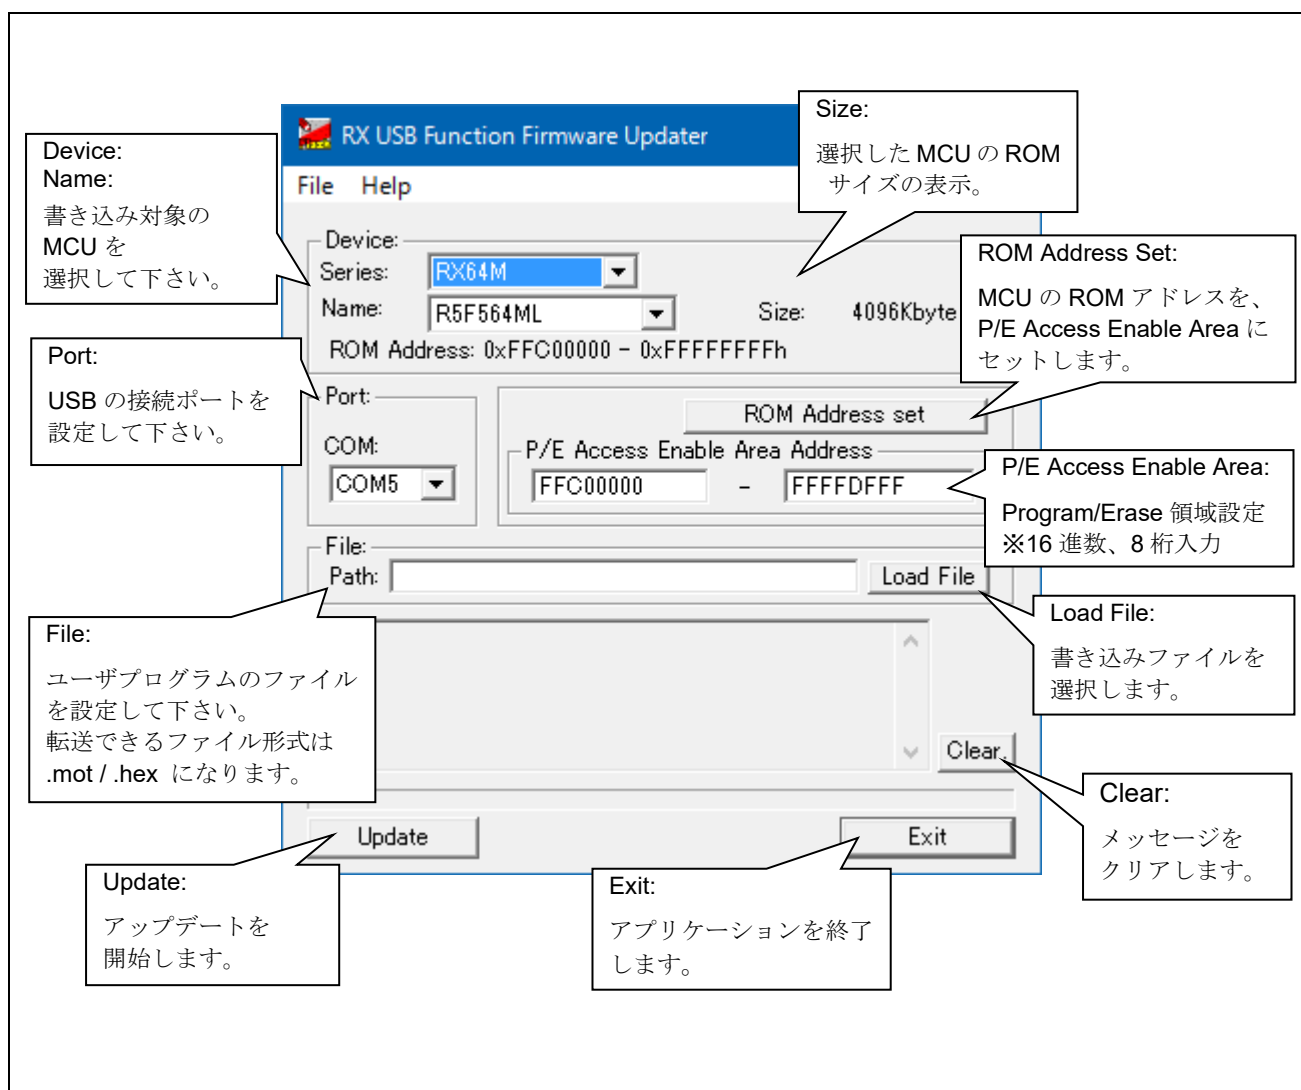 RX USB Function Firmware Updater
File Help
Device:
Series: RX64M
Name: R5F564ML Size: 4096Kbyte
ROM Address: 0xFFC00000 - 0xFFFFFFFFh
Port:
COM:
COM5
ROM Address set
P/E Access Enable Area Address
FFC00000 - FFFFDFFF
File:
Path: Load File
Clear.
Update Exit
Size:
選択した MCU の ROM
サイズの表示。
Device:
Name:
書き込み対象の
MCU を
選択して下さい。
ROM Address Set:
MCU の ROM アドレスを、
P/E Access Enable Area に
セットします。
Port:
USB の接続ポートを
設定して下さい。
P/E Access Enable Area:
Program/Erase 領域設定
※16 進数、8 桁入力
File:
ユーザプログラムのファイル
を設定して下さい。
転送できるファイル形式は
.mot / .hex になります。
Load File:
書き込みファイルを
選択します。
Clear:
メッセージを
クリアします。
Update:
アップデートを
開始します。
Exit:
アプリケーションを終了
します。